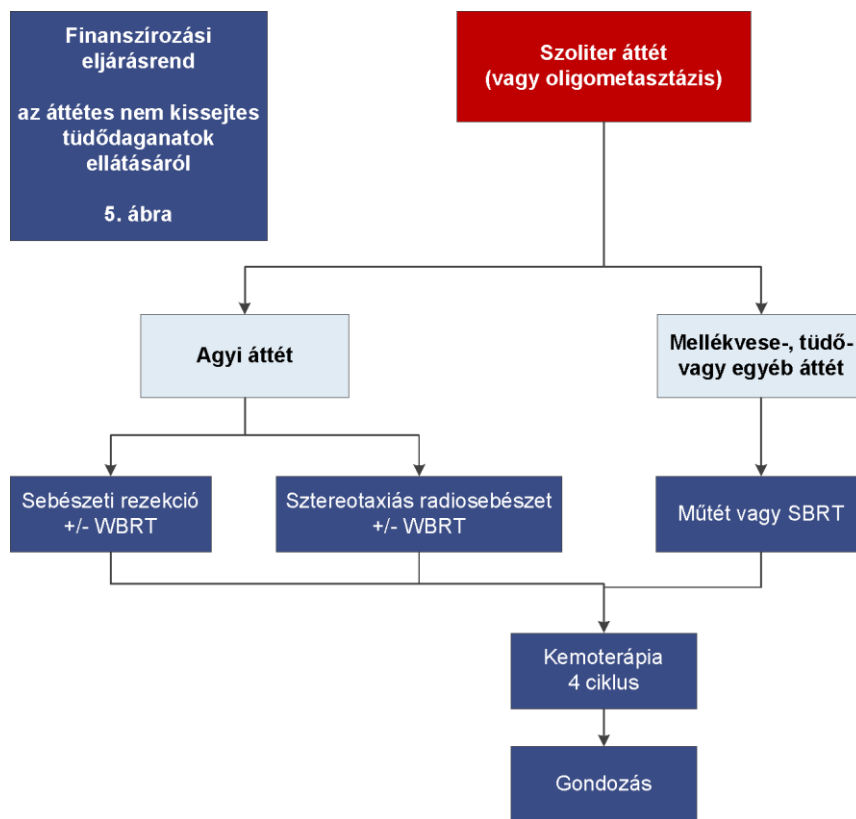 Finanszírozási
eljárásrend
az áttétes nem kissejtes
tüdődaganatok
ellátásáról
5. ábra
Szoliter áttét
(vagy oligometasztázis)
Agyi áttét
Mellékvese-, tüdő-
vagy egyéb áttét
Sebészeti rezekció
+/- WBRT
Sztereotaxiás radiosebészet
+/- WBRT
Műtét vagy SBRT
Kemoterápia
4 ciklus
Gondozás